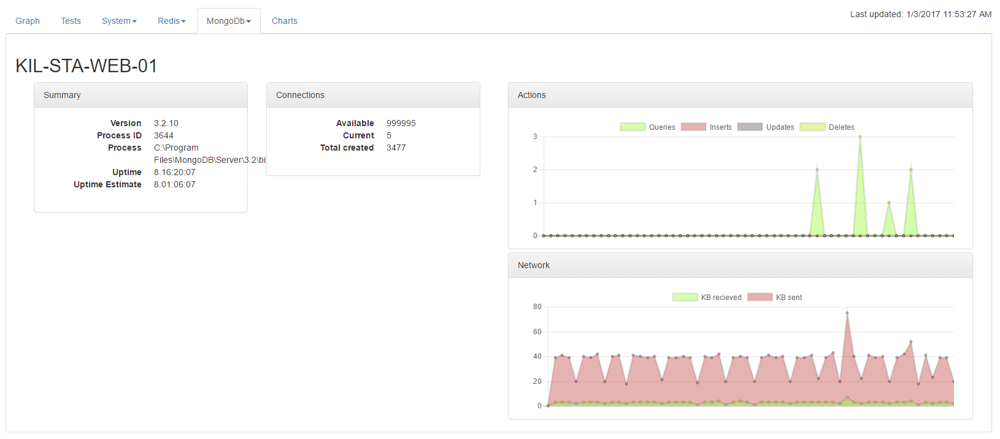 Graph Tests System Redis MongoDb Charts
Last updated: 1/3/2017 11:53:27 AM
KIL-STA-WEB-01
Summary
Version 3.2.10
Process ID 3644
Process C:\Program
Files\MongoDB\Server\3.2\bi
Uptime 8.16:20:07
Uptime Estimate 8.01:06:07
Connections
Available 999995
Current 5
Total created 3477
Actions
Queries Inserts Updates Deletes
3
2
1
0
Network
KB recieved KB sent
80
60
40
20
0